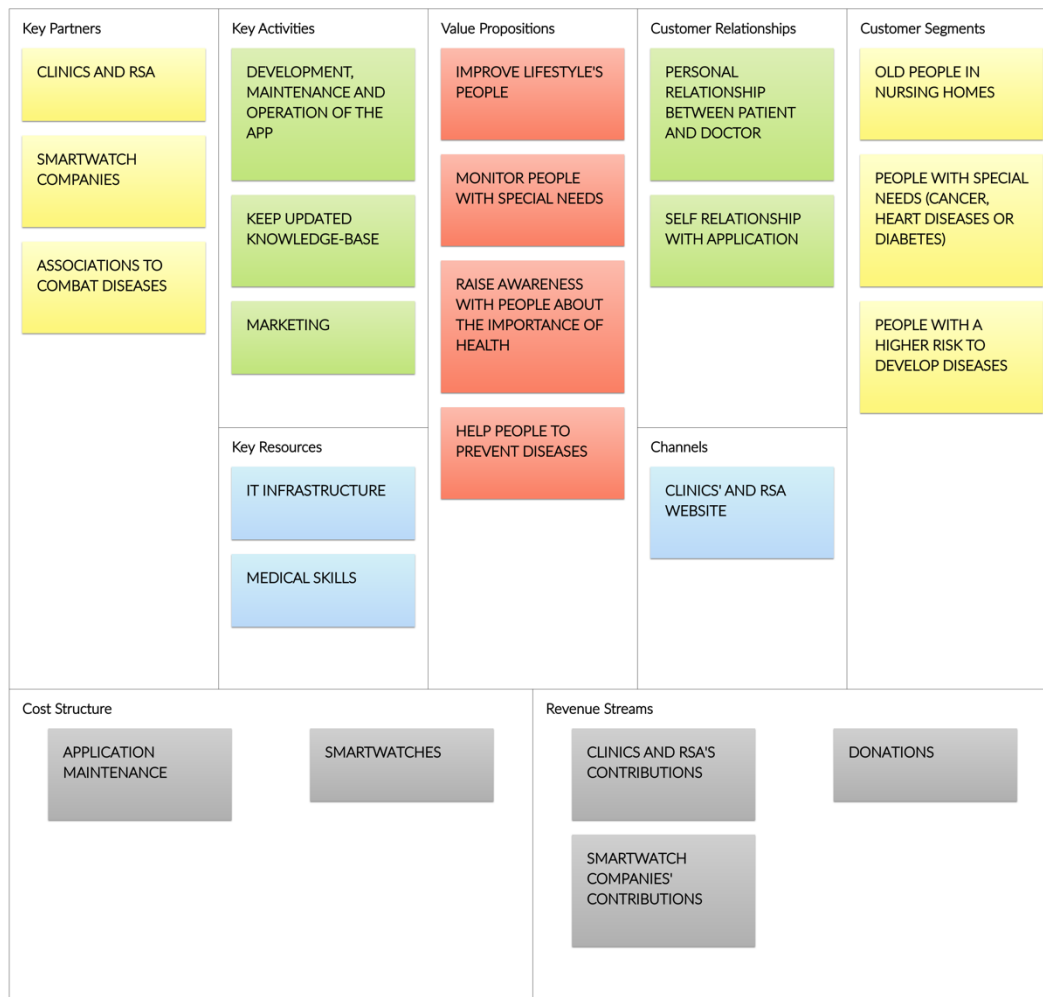 Key Partners
CLINICS AND RSA
SMARTWATCH
COMPANIES
ASSOCIATIONS TO
COMBAT DISEASES
Key Activities
DEVELOPMENT,
MAINTENANCE AND
OPERATION OF THE
APP
KEEP UPDATED
KNOWLEDGE-BASE
MARKETING
Key Resources
IT INFRASTRUCTURE
MEDICAL SKILLS
Value Propositions
IMPROVE LIFESTYLE'S
PEOPLE
MONITOR PEOPLE
WITH SPECIAL NEEDS
RAISE AWARENESS
WITH PEOPLE ABOUT
THE IMPORTANCE OF
HEALTH
HELP PEOPLE TO
PREVENT DISEASES
Customer Relationships
PERSONAL
RELATIONSHIP
BETWEEN PATIENT
AND DOCTOR
SELF RELATIONSHIP
WITH APPLICATION
Channels
CLINICS' AND RSA
WEBSITE
Customer Segments
OLD PEOPLE IN
NURSING HOMES
PEOPLE WITH SPECIAL
NEEDS (CANCER,
HEART DISEASES OR
DIABETES)
PEOPLE WITH A
HIGHER RISK TO
DEVELOP DISEASES
Cost Structure
APPLICATION
MAINTENANCE
SMARTWATCHES
Revenue Streams
CLINICS AND RSA'S
CONTRIBUTIONS
DONATIONS
SMARTWATCH
COMPANIES'
CONTRIBUTIONS